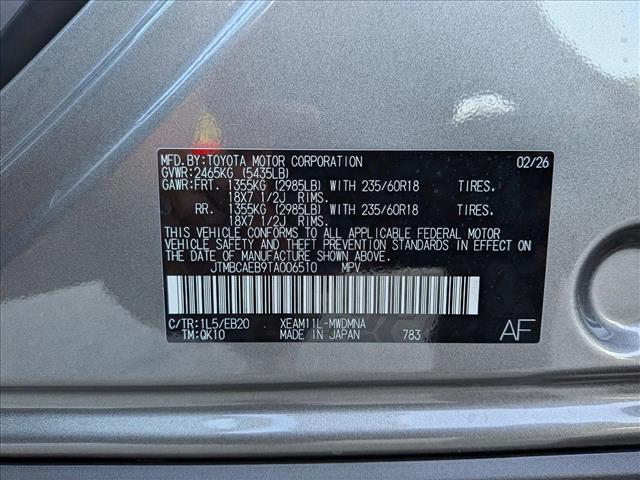 MFD.BY:TOYOTA MOTOR CORPORATION 02/26
GVWR:2465KG (5435LB)
GAWR:FRT. 1355KG (2985LB) WITH 235/60R18 TIRES.
18X7 1/2J RIMS.
RR. 1355KG (2985LB) WITH 235/60R18 TIRES.
18X7 1/2J RIMS.
THIS VEHICLE CONFORMS TO ALL APPLICABLE FEDERAL MOTOR
VEHICLE SAFETY AND THEFT PREVENTION STANDARDS IN EFFECT
ON THE DATE OF MANUFACTURE SHOWN ABOVE.
JTMBCAEB9TA006510 MPV
C/TR:1L5/EB20 XEAM11L-MWDMNA
TM:QK10 MADE IN JAPAN 783 AF